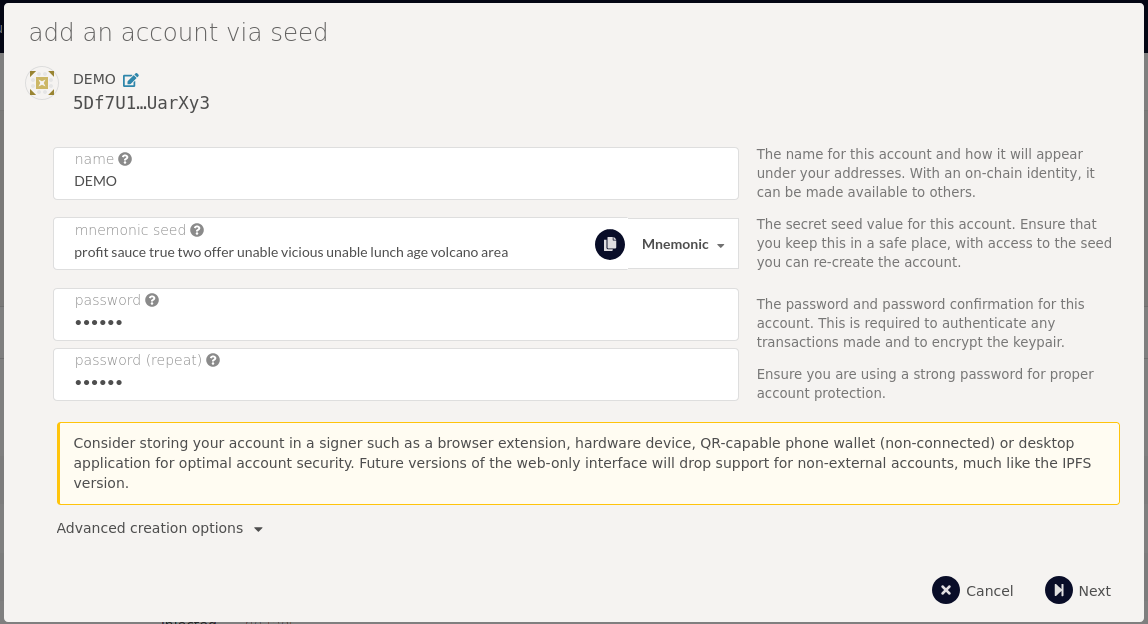 add an account via seed
DEMO
5Df7U1…UarXy3
name
DEMO
The name for this account and how it will appear
under your addresses. With an on-chain identity, it
can be made available to others.
mnemonic seed
profit sauce true two offer unable vicious unable lunch age volcano area
Mnemonic
The secret seed value for this account. Ensure that
you keep this in a safe place, with access to the seed
you can re-create the account.
password
••••••
The password and password confirmation for this
account. This is required to authenticate any
transactions made and to encrypt the keypair.
password (repeat)
••••••
Ensure you are using a strong password for proper
account protection.
Consider storing your account in a signer such as a browser extension, hardware device, QR-capable phone wallet (non-connected) or desktop
application for optimal account security. Future versions of the web-only interface will drop support for non-external accounts, much like the IPFS
version.
Advanced creation options
Cancel
Next